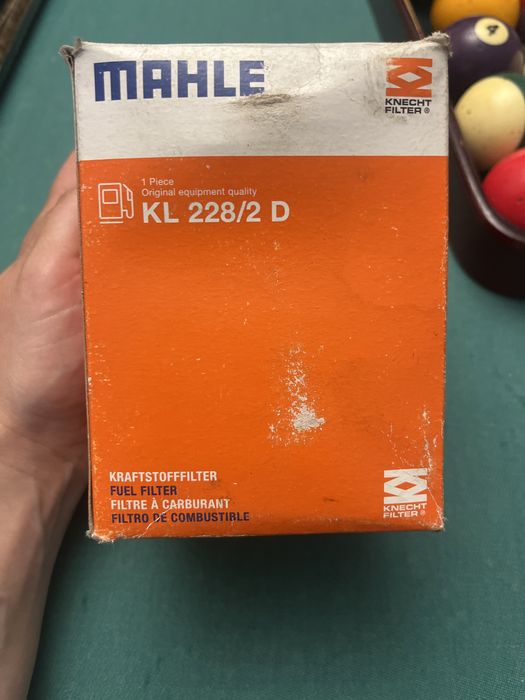 MAHLE
KNECHT
FILTER®
1 Piece
Original equipment quality
KL 228/2 D
KRAFTSTOFFFILTER
FUEL FILTER
FILTRE À CARBURANT
FILTRO DE COMBUSTIBLE
KNECHT
FILTER®
4